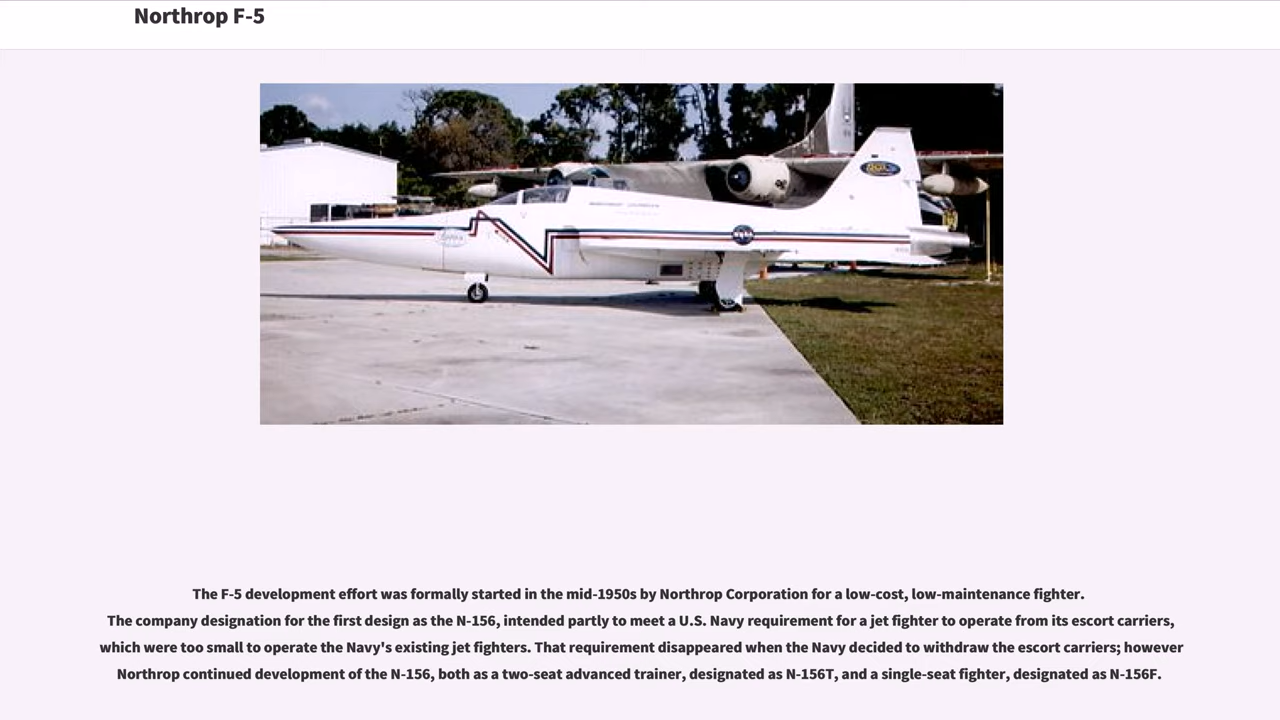 Northrop F-5
The F-5 development effort was formally started in the mid-1950s by Northrop Corporation for a low-cost, low-maintenance fighter.
The company designation for the first design as the N-156, intended partly to meet a U.S. Navy requirement for a jet fighter to operate from its escort carriers,
which were too small to operate the Navy's existing jet fighters. That requirement disappeared when the Navy decided to withdraw the escort carriers; however
Northrop continued development of the N-156, both as a two-seat advanced trainer, designated as N-156T, and a single-seat fighter, designated as N-156F.